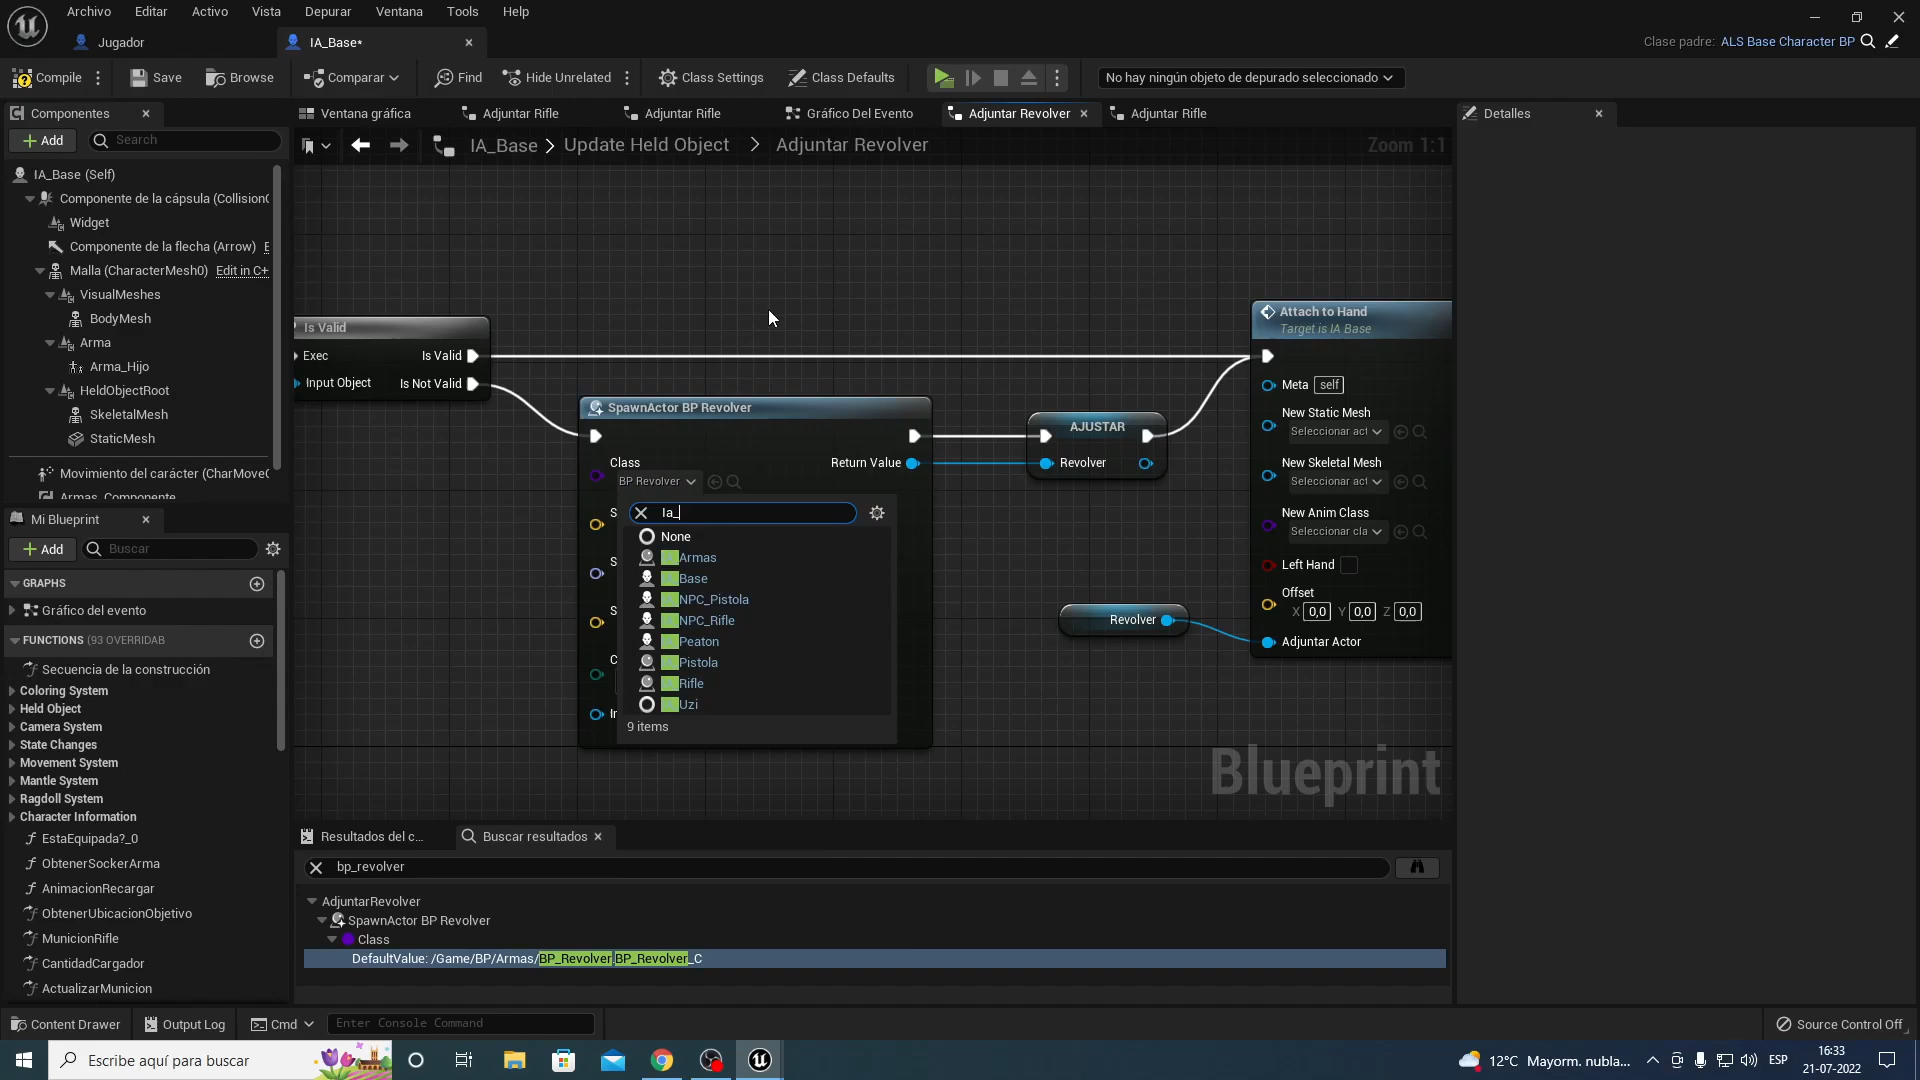 Archivo Editar Activo Vista Depurar Ventana Tools Help
Jugador
IA_Base*
Clase padre: ALS Base Character BP
Compile
Save
Browse
Comparar
Find
Hide Unrelated
Class Settings
Class Defaults
No hay ningún objeto de depurado seleccionado
Componentes
Ventana gráfica
Adjuntar Rifle
Adjuntar Rifle
Gráfico Del Evento
Adjuntar Revolver
Adjuntar Rifle
Detalles
Add
Search
IA_Base > Update Held Object > Adjuntar Revolver
Zoom 1:1
IA_Base (Self)
Componente de la cápsula (Collision
Widget
Componente de la flecha (Arrow) E
Malla (CharacterMesh0) Edit in C+
VisualMeshes
BodyMesh
Arma
Arma_Hijo
HeldObjectRoot
SkeletalMesh
StaticMesh
Movimiento del carácter (CharMove
Armas_Componente
Is Valid
Exec
Is Valid
Input Object
Is Not Valid
SpawnActor BP Revolver
Class
BP Revolver
Return Value
Ia_
None
Armas
Base
NPC_Pistola
NPC_Rifle
Peaton
Pistola
Rifle
Uzi
9 items
AJUSTAR
Revolver
Revolver
Attach to Hand
Target is IA Base
Meta self
New Static Mesh
Seleccionar act
New Skeletal Mesh
Seleccionar act
New Anim Class
Seleccionar cla
Left Hand
Offset
X 0,0 Y 0,0 Z 0,0
Adjuntar Actor
Blueprint
Mi Blueprint
Add
Buscar
GRAPHS
Gráfico del evento
FUNCTIONS (93 OVERRIDAB
Secuencia de la construcción
Coloring System
Held Object
Camera System
State Changes
Movement System
Mantle System
Ragdoll System
Character Information
EstaEquipada?_0
ObtenerSockerArma
AnimacionRecargar
ObtenerUbicacionObjetivo
MunicionRifle
CantidadCargador
ActualizarMunicion
Resultados del c...
Buscar resultados
bp_revolver
AdjuntarRevolver
SpawnActor BP Revolver
Class
DefaultValue: /Game/BP/Armas/BP_Revolver.BP_Revolver_C
Content Drawer
Output Log
Cmd
Enter Console Command
Source Control Off
Escribe aquí para buscar
12°C Mayorm. nubla...
ESP
16:33
21-07-2022